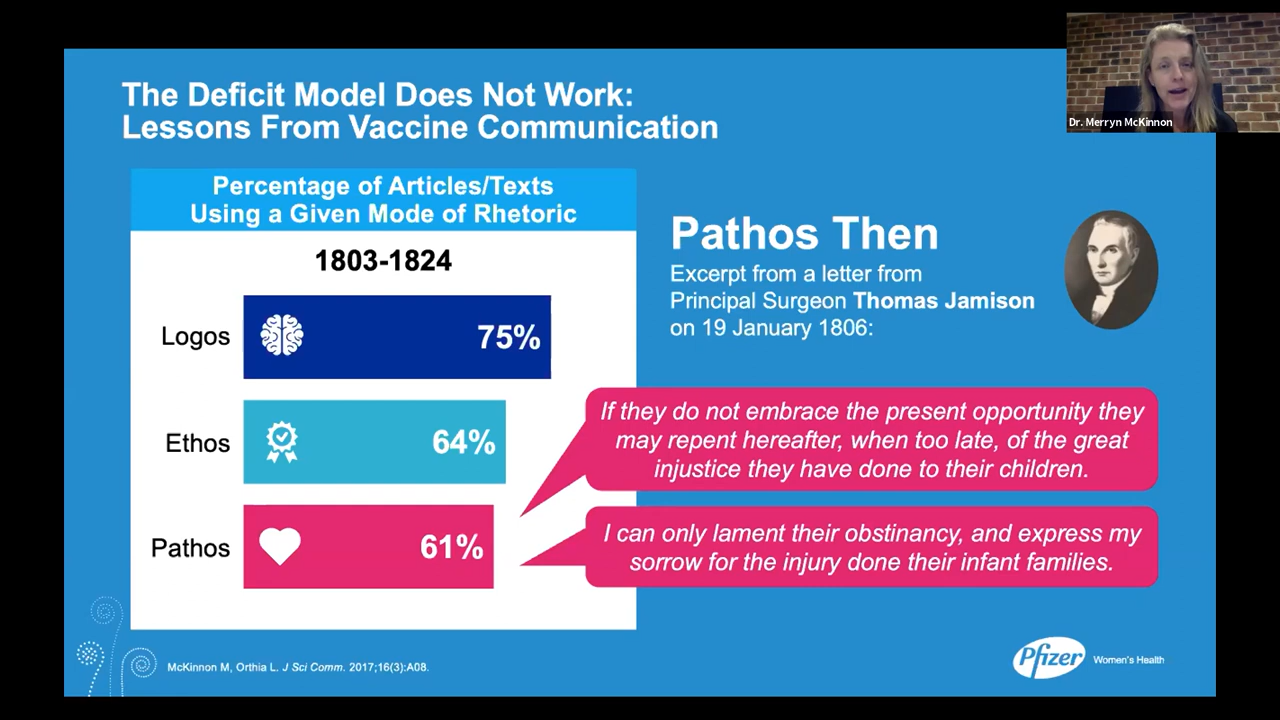 Dr. Merryn McKinnon
The Deficit Model Does Not Work:
Lessons From Vaccine Communication
Percentage of Articles/Texts
Using a Given Mode of Rhetoric
1803-1824
Logos
75%
Ethos
64%
Pathos
61%
Pathos Then
Excerpt from a letter from
Principal Surgeon Thomas Jamison
on 19 January 1806:
If they do not embrace the present opportunity they
may repent hereafter, when too late, of the great
injustice they have done to their children.
I can only lament their obstinancy, and express my
sorrow for the injury done their infant families.
McKinnon M, Orthia L. J Sci Comm. 2017;16(3):A08.
Pfizer
Women's Health